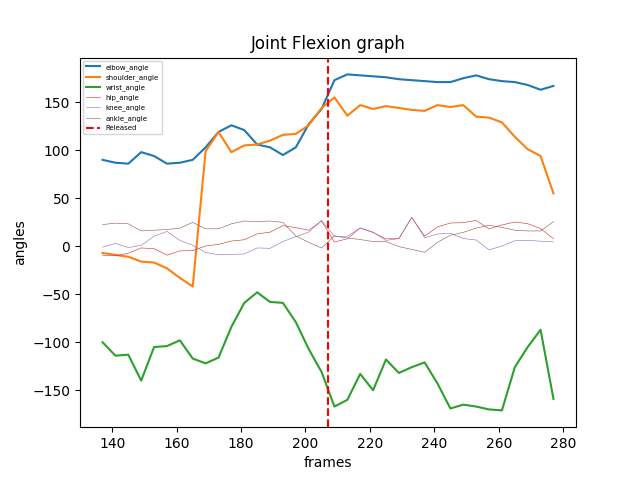 Joint Flexion graph
elbow_angle
shoulder_angle
wrist_angle
hip_angle
knee_angle
ankle_angle
Released
150
100
50
0
−50
−100
−150
angles
140 160 180 200 220 240 260 280
frames